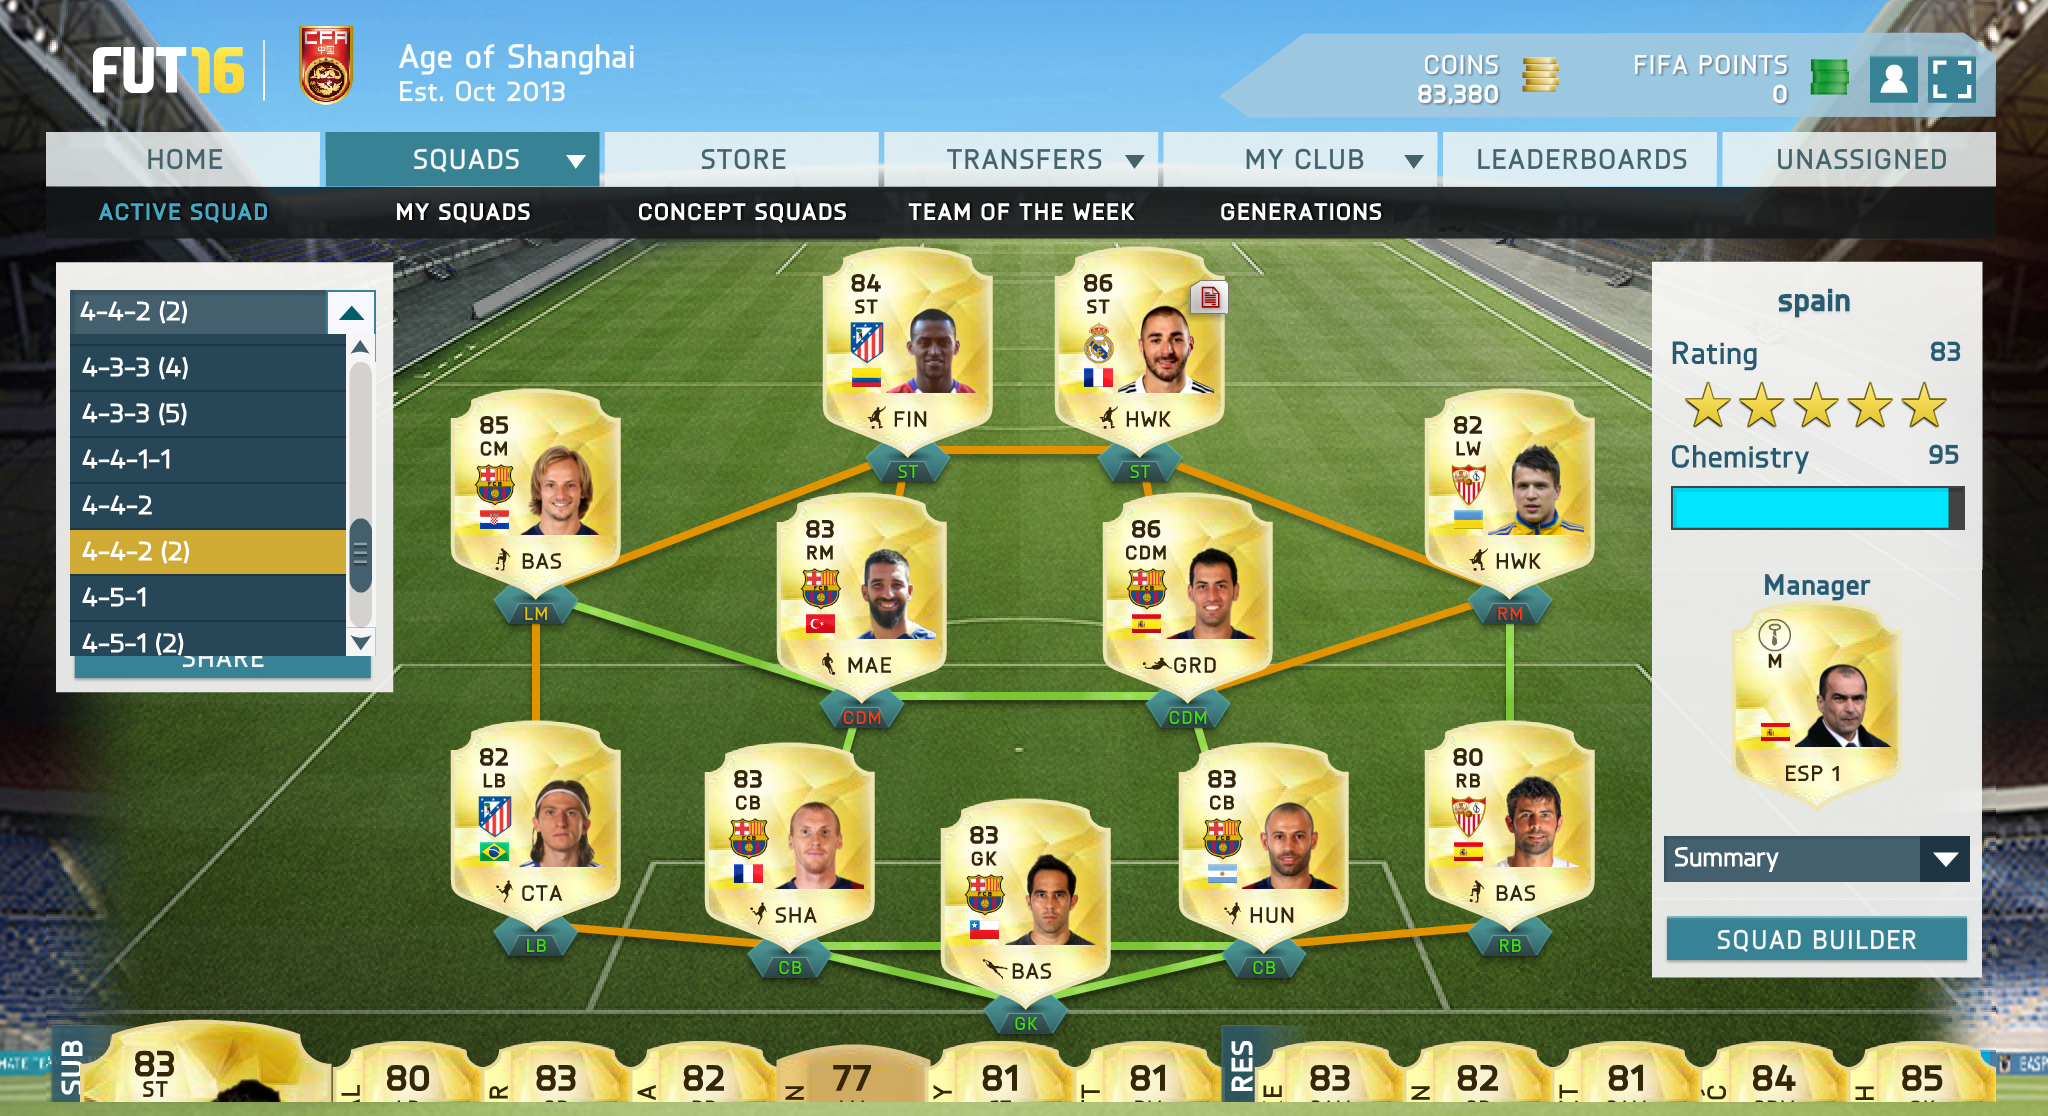 FUT16
CFA
中国
Age of Shanghai
Est. Oct 2013
COINS
83,380
FIFA POINTS
0
HOME
SQUADS
STORE
TRANSFERS
MY CLUB
LEADERBOARDS
UNASSIGNED
ACTIVE SQUAD
MY SQUADS
CONCEPT SQUADS
TEAM OF THE WEEK
GENERATIONS
4-4-2 (2)
4-3-3 (4)
4-3-3 (5)
4-4-1-1
4-4-2
4-4-2 (2)
4-5-1
4-5-1 (2)
SHARE
84
ST
FIN
ST
86
ST
HWK
ST
85
CM
BAS
LM
83
RM
MAE
CDM
86
CDM
GRD
CDM
82
LW
HWK
RM
82
LB
CTA
LB
83
CB
SHA
CB
83
GK
BAS
GK
83
CB
HUN
CB
80
RB
BAS
RB
spain
Rating 83
Chemistry 95
Manager
M
ESP 1
Summary
SQUAD BUILDER
SUB
83
ST
80
83
82
77
81
81
RES
83
82
81
84
85